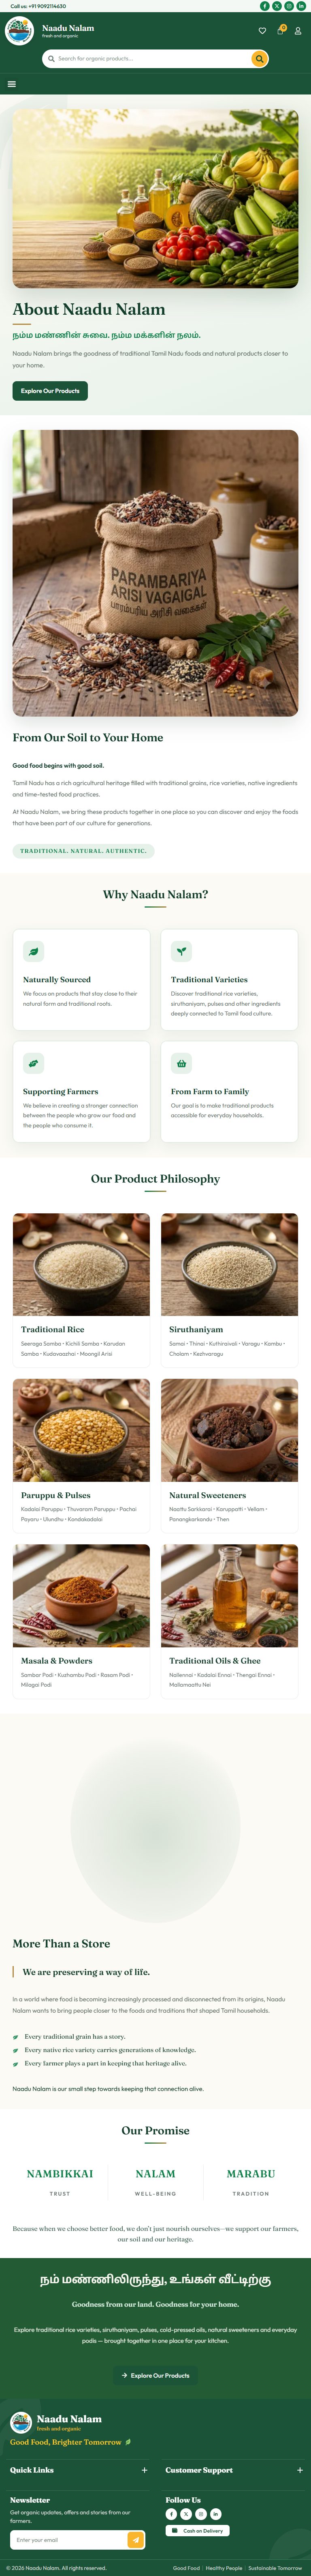 Call us: +91 9092114630
Naadu Nalam
fresh and organic
0
Search for organic products...
About Naadu Nalam
நம்ம மண்ணின் சுவை. நம்ம மக்களின் நலம்.
Naadu Nalam brings the goodness of traditional Tamil Nadu foods and natural products closer to
your home.
Explore Our Products
PARAMBARIYA
ARISI VAGAIGAL
பாரம்பரிய அரிசி வகைகள்
From Our Soil to Your Home
Good food begins with good soil.
Tamil Nadu has a rich agricultural heritage filled with traditional grains, rice varieties, native ingredients
and time-tested food practices.
At Naadu Nalam, we bring these products together in one place so you can discover and enjoy the foods
that have been part of our culture for generations.
TRADITIONAL. NATURAL. AUTHENTIC.
Why Naadu Nalam?
Naturally Sourced
We focus on products that stay close to their
natural form and traditional roots.
Traditional Varieties
Discover traditional rice varieties,
siruthaniyam, pulses and other ingredients
deeply connected to Tamil food culture.
Supporting Farmers
We believe in creating a stronger connection
between the people who grow our food and
the people who consume it.
From Farm to Family
Our goal is to make traditional products
accessible for everyday households.
Our Product Philosophy
Traditional Rice
Seeraga Samba • Kichili Samba • Karudan
Samba • Kudavaazhai • Moongil Arisi
Siruthaniyam
Samai • Thinai • Kuthiraivali • Varagu • Kambu •
Cholam • Kezhvaragu
Paruppu & Pulses
Kadalai Paruppu • Thuvaram Paruppu • Pachai
Payaru • Ulundhu • Kondakadalai
Natural Sweeteners
Naattu Sarkkarai • Karuppatti • Vellam •
Panangkarkandu • Then
Masala & Powders
Sambar Podi • Kuzhambu Podi • Rasam Podi •
Milagai Podi
Traditional Oils & Ghee
Nallennai • Kadalai Ennai • Thengai Ennai •
Mallamaattu Nei
More Than a Store
We are preserving a way of life.
In a world where food is becoming increasingly processed and disconnected from its origins, Naadu
Nalam wants to bring people closer to the foods and traditions that shaped Tamil households.
Every traditional grain has a story.
Every native rice variety carries generations of knowledge.
Every farmer plays a part in keeping that heritage alive.
Naadu Nalam is our small step towards keeping that connection alive.
Our Promise
NAMBIKKAI
TRUST
NALAM
WELL-BEING
MARABU
TRADITION
Because when we choose better food, we don't just nourish ourselves—we support our farmers,
our soil and our heritage.
நம் மண்ணிலிருந்து, உங்கள் வீட்டிற்கு
Goodness from our land. Goodness for your home.
Explore traditional rice varieties, siruthaniyam, pulses, cold-pressed oils, natural sweeteners and everyday
podis — brought together in one place for your kitchen.
Explore Our Products
Naadu Nalam
fresh and organic
Good Food, Brighter Tomorrow
Quick Links
Customer Support
Newsletter
Get organic updates, offers and stories from our
farmers.
Enter your email
Follow Us
Cash on Delivery
© 2026 Naadu Nalam. All rights reserved.
Good Food | Healthy People | Sustainable Tomorrow